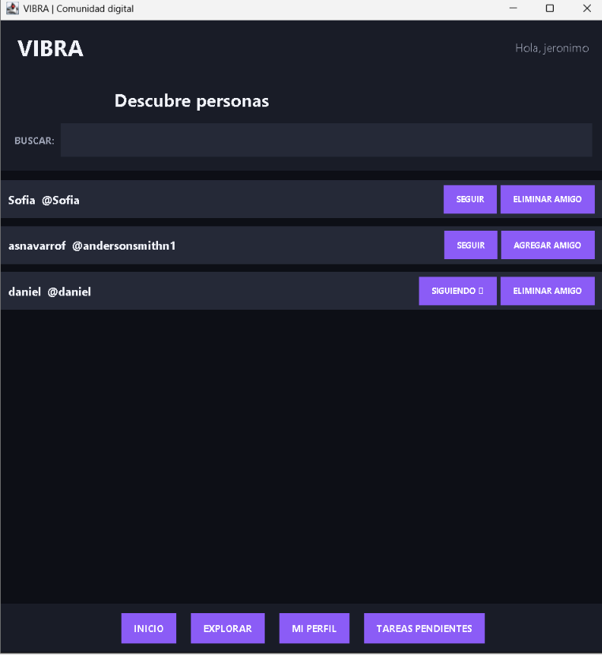 VIBRA | Comunidad digital
VIBRA
Hola, jeronimo
Descubre personas
BUSCAR:
Sofia @Sofia
SEGUIR
ELIMINAR AMIGO
asnavarrof @andersonsmithn1
SEGUIR
AGREGAR AMIGO
daniel @daniel
SIGUIENDO
ELIMINAR AMIGO
INICIO
EXPLORAR
MI PERFIL
TAREAS PENDIENTES